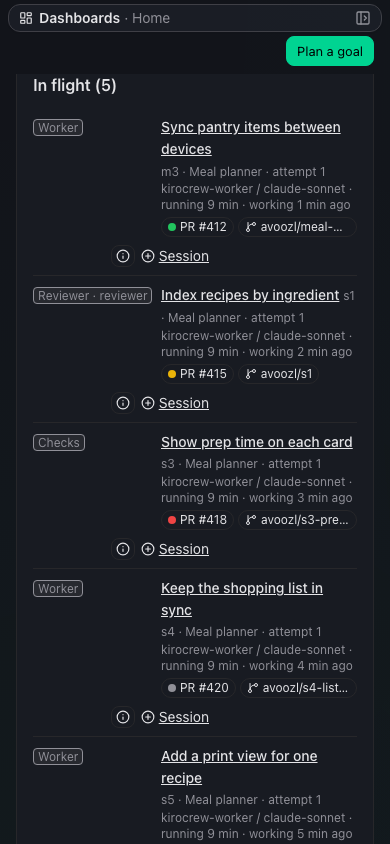 Dashboards · Home
Plan a goal
In flight (5)
Worker
Sync pantry items between
devices
m3 · Meal planner · attempt 1
kirocrew-worker / claude-sonnet ·
running 9 min · working 1 min ago
PR #412 avoozl/meal-...
Session
Reviewer · reviewer
Index recipes by ingredient s1
· Meal planner · attempt 1
kirocrew-worker / claude-sonnet ·
running 9 min · working 2 min ago
PR #415 avoozl/s1
Session
Checks
Show prep time on each card
s3 · Meal planner · attempt 1
kirocrew-worker / claude-sonnet ·
running 9 min · working 3 min ago
PR #418 avoozl/s3-pre...
Session
Worker
Keep the shopping list in
sync
s4 · Meal planner · attempt 1
kirocrew-worker / claude-sonnet ·
running 9 min · working 4 min ago
PR #420 avoozl/s4-list...
Session
Worker
Add a print view for one
recipe
s5 · Meal planner · attempt 1
kirocrew-worker / claude-sonnet ·
running 9 min · working 5 min ago